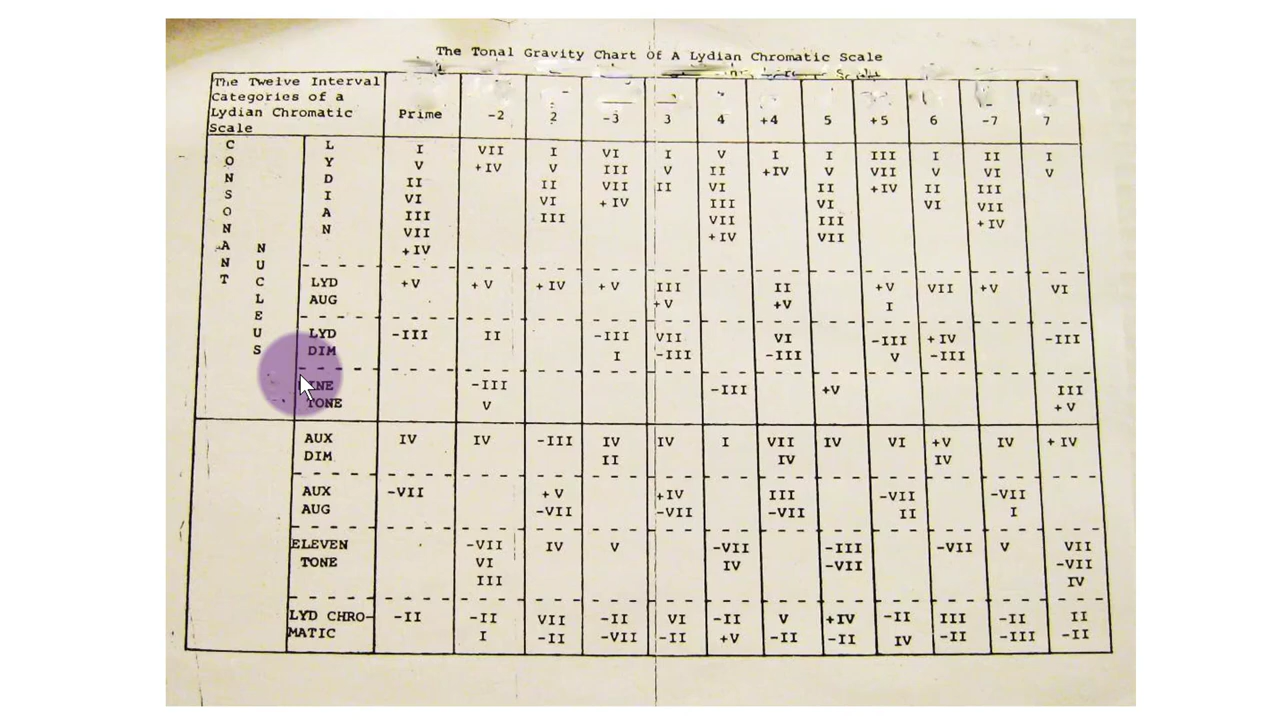 The Tonal Gravity Chart of A Lydian Chromatic Scale
The Twelve Interval
Categories of a
Lydian Chromatic
Scale
Prime -2 2 -3 3 4 +4 5 +5 6 -7 7
CONSONANT
NUCLEUS
LYDIAN
I VII I VI I V I I III I II I
V +IV V III V II +IV V VII V VI V
II II VII II VI II +IV II III
VI VI +IV III VI VI VII
III III VII III +IV
VII +IV VII
+IV
LYD +V +V +IV +V III II +V VII +V VI
AUG +V +V I
LYD -III II -III VII VI -III +IV -III
DIM I -III -III V -III
NINE -III -III +V III
TONE V +V
AUX IV IV -III IV IV I VII IV VI +V IV +IV
DIM II IV IV
AUX -VII +V +IV III -VII -VII
AUG -VII -VII -VII II I
ELEVEN -VII IV V -VII -III -VII V VII
TONE VI IV -VII -VII
III IV
LYD CHRO- -II -II VII -II VI -II V +IV -II III -II II
MATIC I -II -VII -II +V -II -II IV -II -III -II